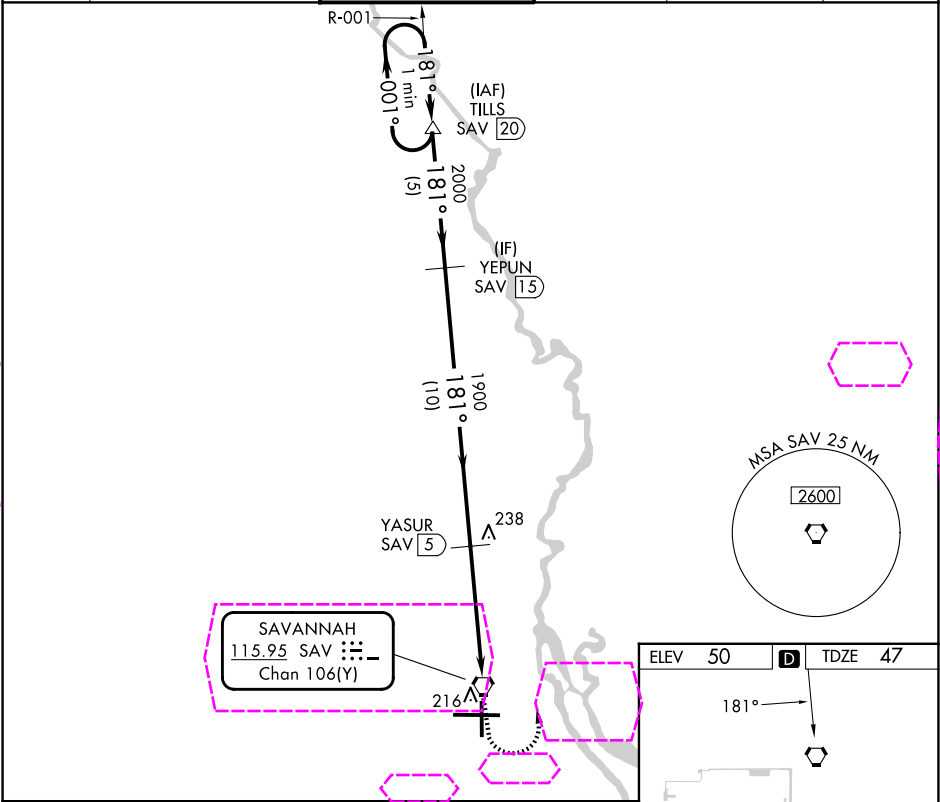 R-001
181°
1 min
001°
(IAF)
TILLS
SAV 20
2000
181°
(5)
(IF)
YEPUN
SAV 15
1900
181°
(10)
MSA SAV 25 NM
2600
YASUR
SAV 5
238
SAVANNAH
115.95 SAV
Chan 106(Y)
216
ELEV 50 D TDZE 47
181°